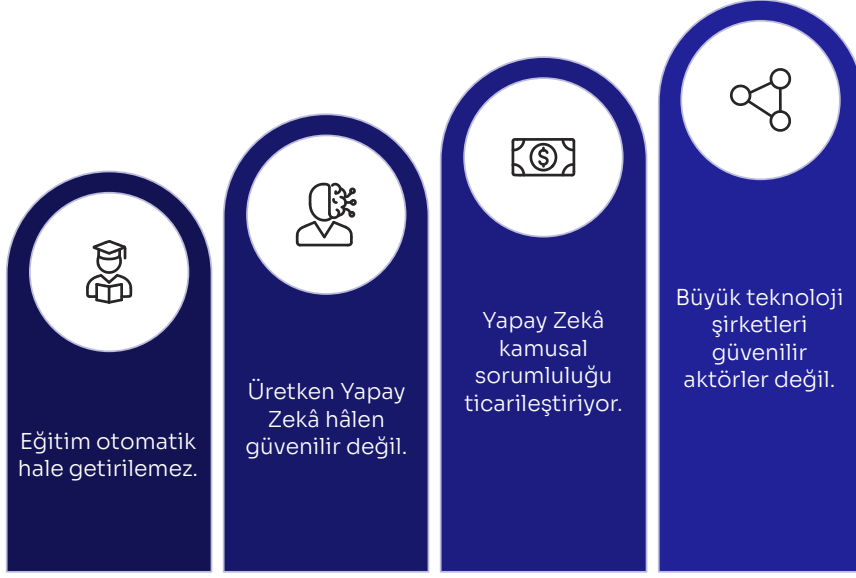 Eğitim otomatik
hale getirilemez.
Üretken Yapay
Zekâ hâlen
güvenilir değil.
Yapay Zekâ
kamusal
sorumluluğu
ticarileştiriyor.
Büyük teknoloji
şirketleri
güvenilir
aktörler değil.